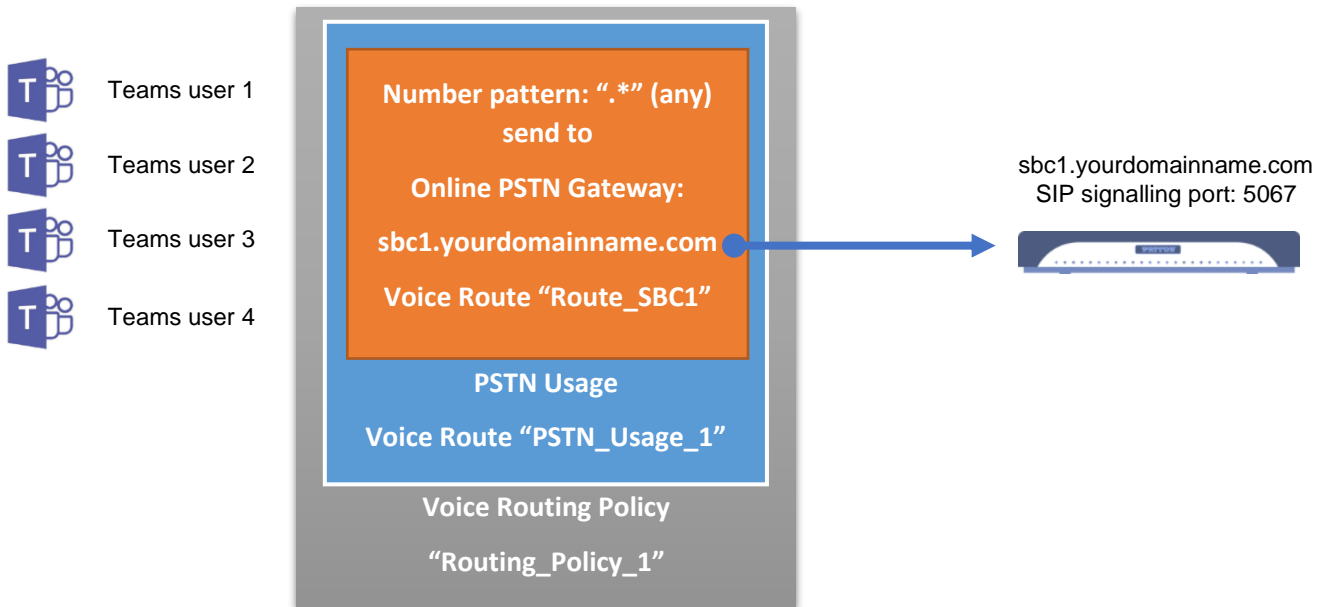 Teams user 1
Teams user 2
Teams user 3
Teams user 4
T
T
T
T
Number pattern: “.*” (any)
send to
Online PSTN Gateway:
sbc1.yourdomainname.com
Voice Route “Route_SBC1”
PSTN Usage
Voice Route “PSTN_Usage_1”
Voice Routing Policy
“Routing_Policy_1”
sbc1.yourdomainname.com
SIP signalling port: 5067
PATTON